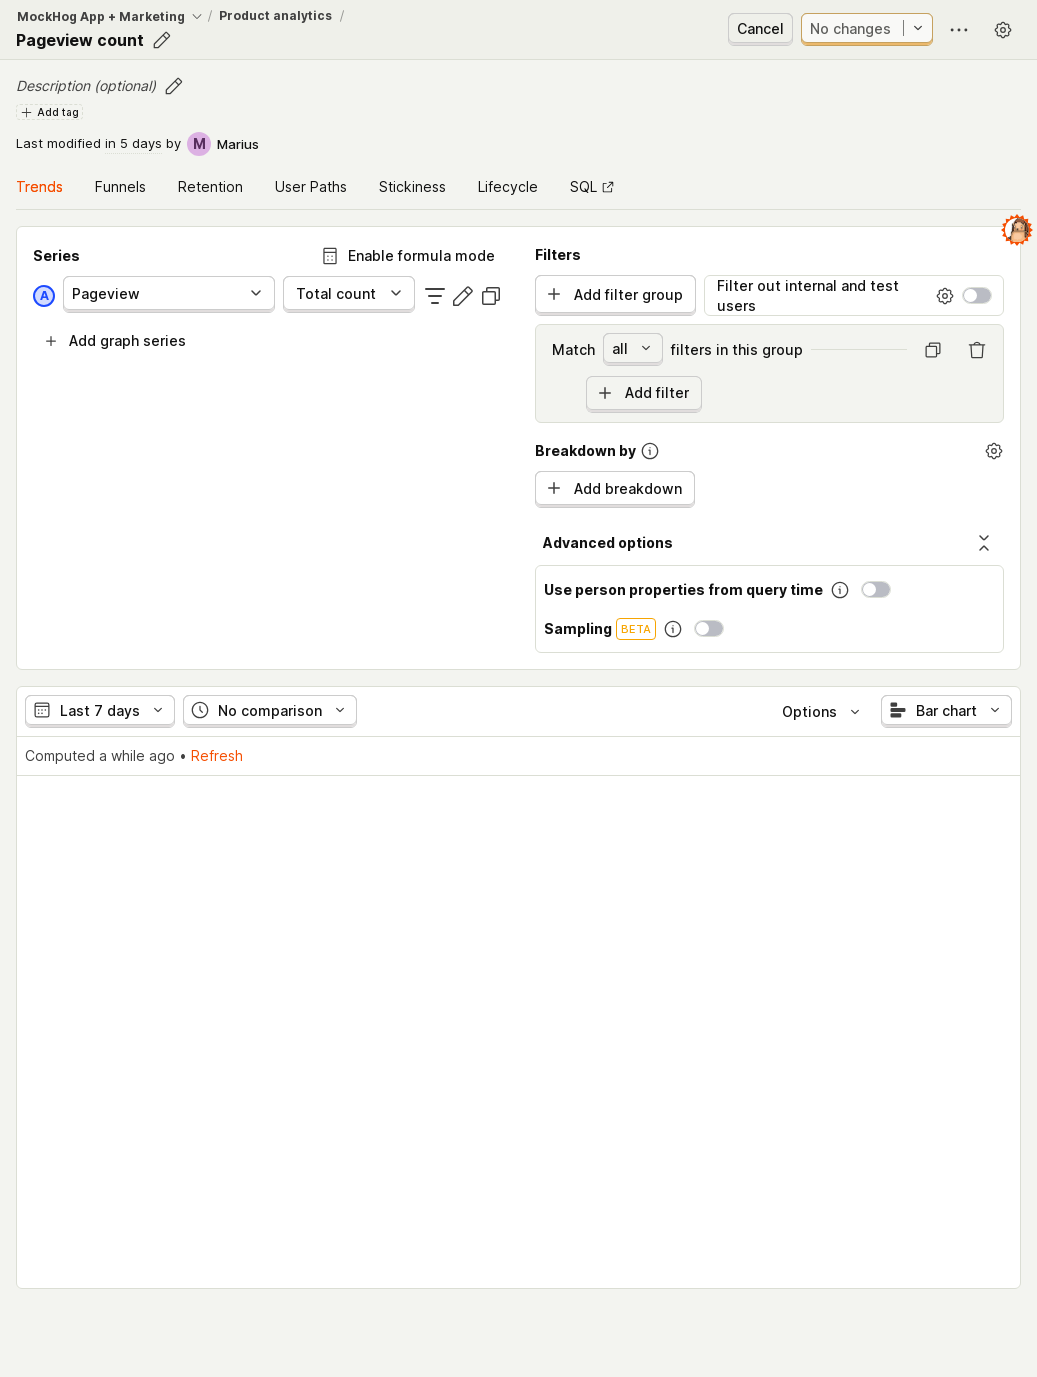 MockHog App + Marketing / Product analytics /
Pageview count
Cancel
No changes
Description (optional)
Add tag
Last modified in 5 days by M Marius
Trends Funnels Retention User Paths Stickiness Lifecycle SQL
Series
Enable formula mode
A Pageview Total count
Add graph series
Filters
Add filter group
Filter out internal and test
users
Match all filters in this group
Add filter
Breakdown by
Add breakdown
Advanced options
Use person properties from query time
Sampling BETA
Last 7 days No comparison Options Bar chart
Computed a while ago • Refresh